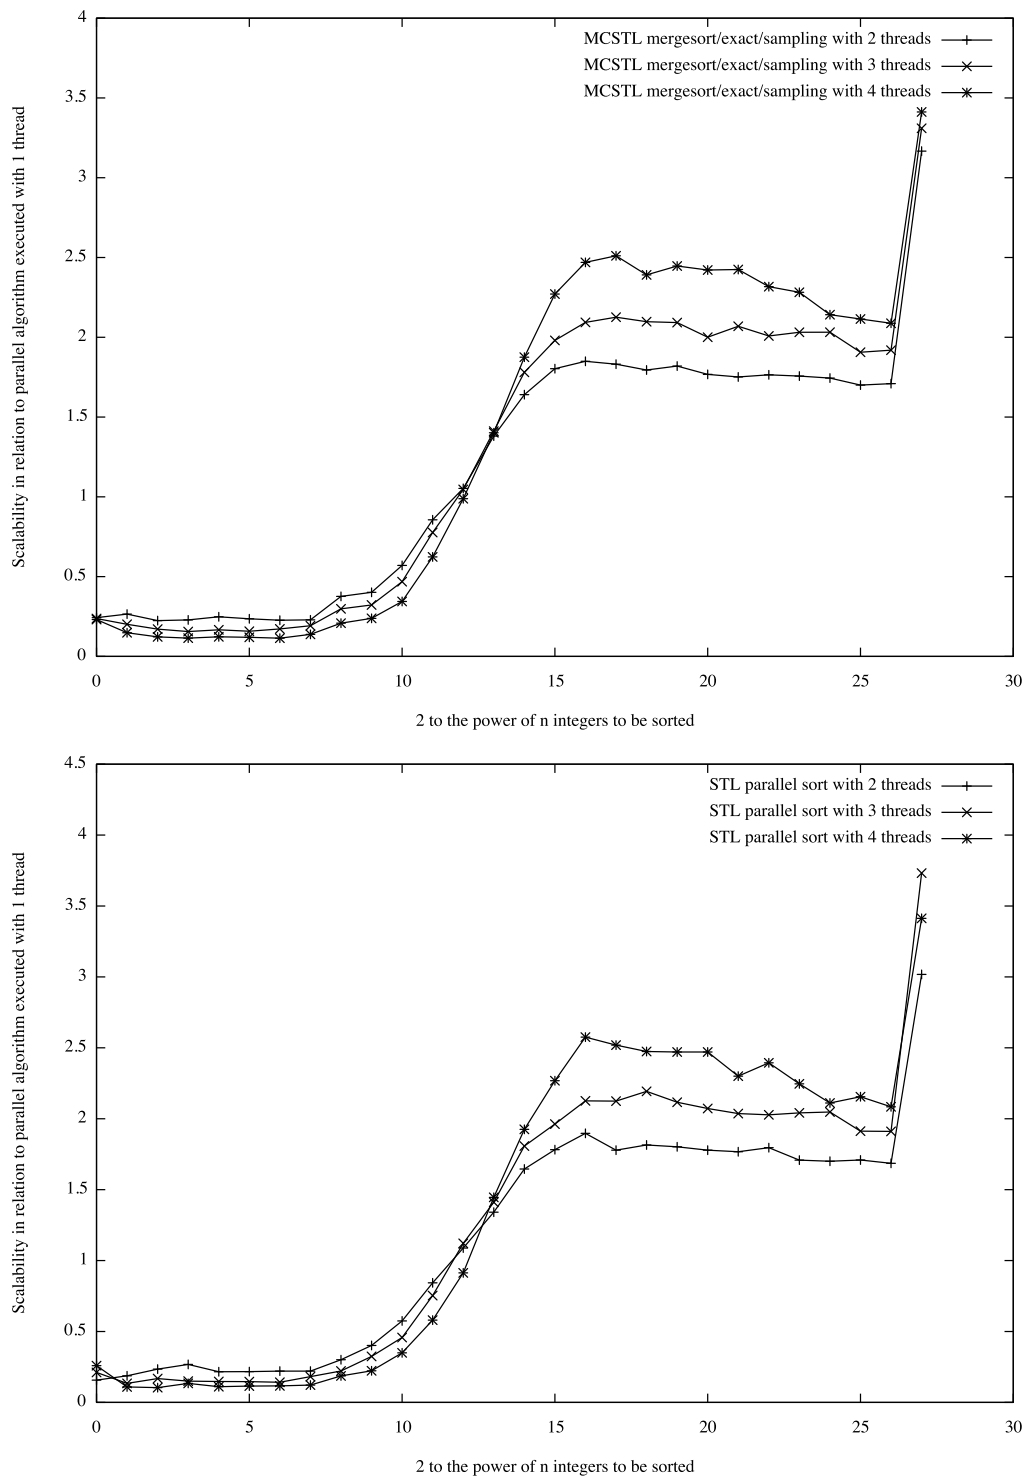 4
3.5
3
2.5
2
1.5
1
0.5
0
Scalability in relation to parallel algorithm executed with 1 thread
MCSTL mergesort/exact/sampling with 2 threads
MCSTL mergesort/exact/sampling with 3 threads
MCSTL mergesort/exact/sampling with 4 threads
0 5 10 15 20 25 30
2 to the power of n integers to be sorted
4.5
4
3.5
3
2.5
2
1.5
1
0.5
0
Scalability in relation to parallel algorithm executed with 1 thread
STL parallel sort with 2 threads
STL parallel sort with 3 threads
STL parallel sort with 4 threads
0 5 10 15 20 25 30
2 to the power of n integers to be sorted